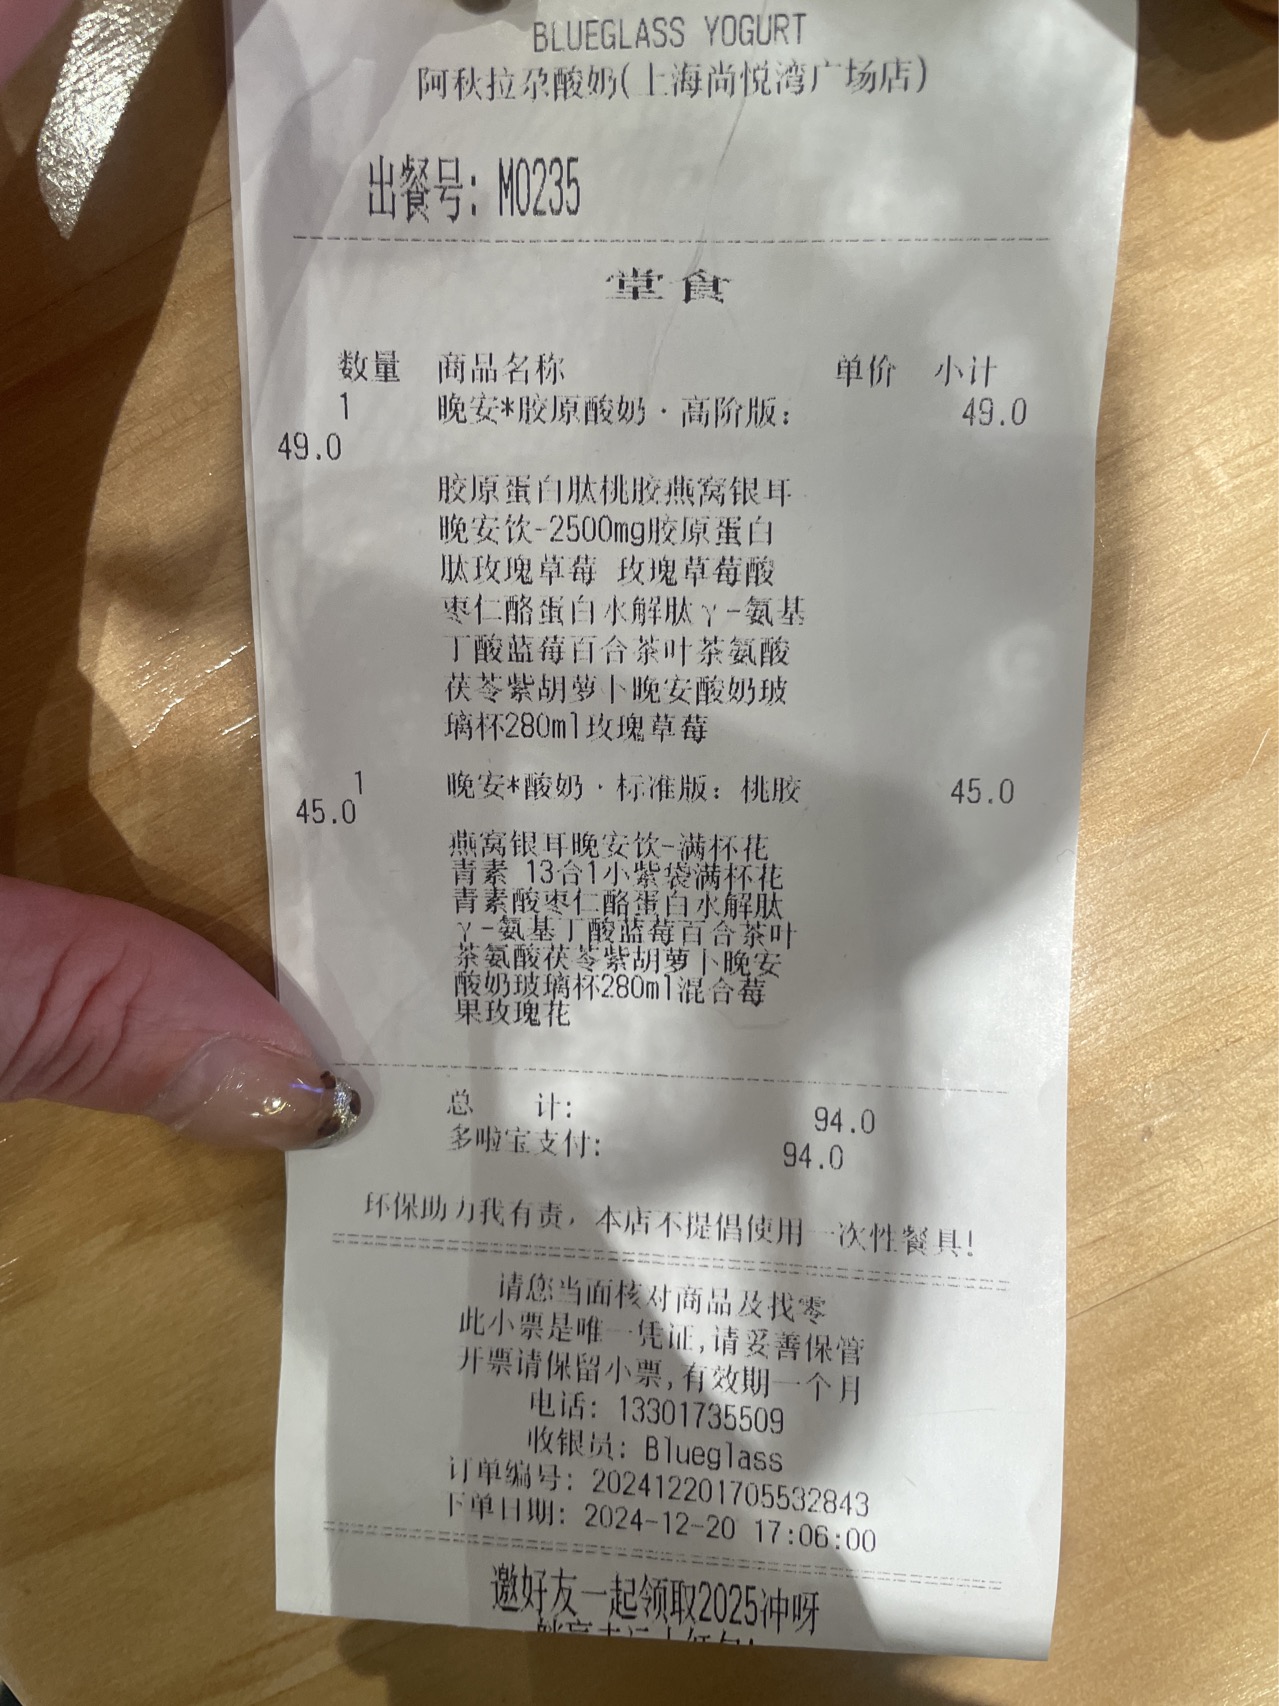 BLUEGLASS YOGURT
阿秋拉尕酸奶(上海尚悦湾广场店)
出餐号: M0235
堂食
数量 商品名称 单价 小计
1 晚安*胶原酸奶·高阶版: 49.0
49.0
胶原蛋白肽桃胶燕窝银耳
晚安饮-2500mg胶原蛋白
肽玫瑰草莓 玫瑰草莓酸
枣仁酪蛋白水解肽γ-氨基
丁酸蓝莓百合茶叶茶氨酸
茯苓紫胡萝卜晚安酸奶玻
璃杯280ml玫瑰草莓
1 晚安*酸奶·标准版: 桃胶 45.0
45.0
燕窝银耳晚安饮-满杯花
青素 13合1小紫袋满杯花
青素酸枣仁酪蛋白水解肽
γ-氨基丁酸蓝莓百合茶叶
茶氨酸茯苓紫胡萝卜晚安
酸奶玻璃杯280ml混合莓
果玫瑰花
总 计: 94.0
多啦宝支付: 94.0
环保助力我有责, 本店不提倡使用一次性餐具!
请您当面核对商品及找零
此小票是唯一凭证,请妥善保管
开票请保留小票,有效期一个月
电话: 13301735509
收银员: Blueglass
订单编号: 202412201705532843
下单日期: 2024-12-20 17:06:00
邀好友一起领取2025冲呀